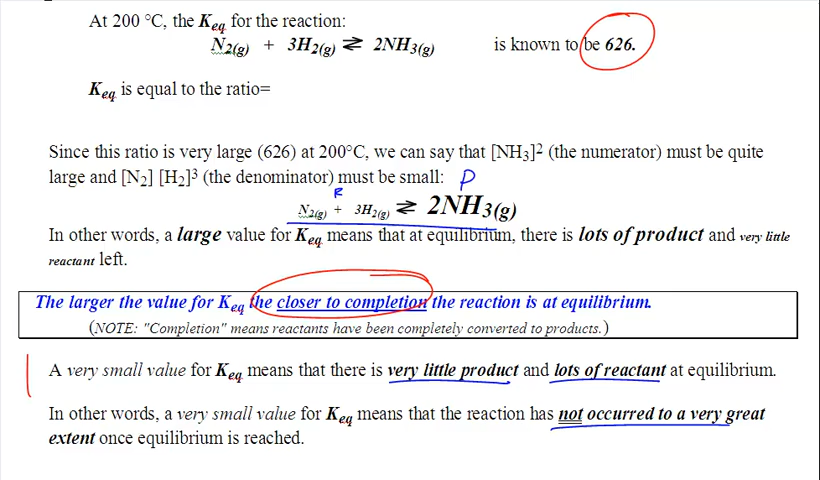 At 200 °C, the Keq for the reaction:
N2(g) + 3H2(g) ⇄ 2NH3(g) is known to be 626.
Keq is equal to the ratio=
Since this ratio is very large (626) at 200°C, we can say that [NH3]2 (the numerator) must be quite
large and [N2] [H2]3 (the denominator) must be small: P
R
N2(g) + 3H2(g) ⇄ 2NH3(g)
In other words, a large value for Keq means that at equilibrium, there is lots of product and very little
reactant left.
The larger the value for Keq the closer to completion the reaction is at equilibrium.
(NOTE: "Completion" means reactants have been completely converted to products.)
A very small value for Keq means that there is very little product and lots of reactant at equilibrium.
In other words, a very small value for Keq means that the reaction has not occurred to a very great
extent once equilibrium is reached.